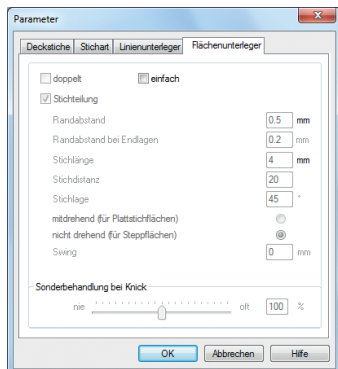 Parameter
Deckstiche Stichart Linienunterleger Flächenunterleger
doppelt einfach
Stichteilung
Randabstand 0.5 mm
Randabstand bei Endlagen 0.2 mm
Stichlänge 4 mm
Stichdistanz 20
Stichlage 45 °
mitdrehend (für Plattstichflächen)
nicht drehend (für Steppflächen)
Swing 0 mm
Sonderbehandlung bei Knick
nie oft 100 %
OK Abbrechen Hilfe